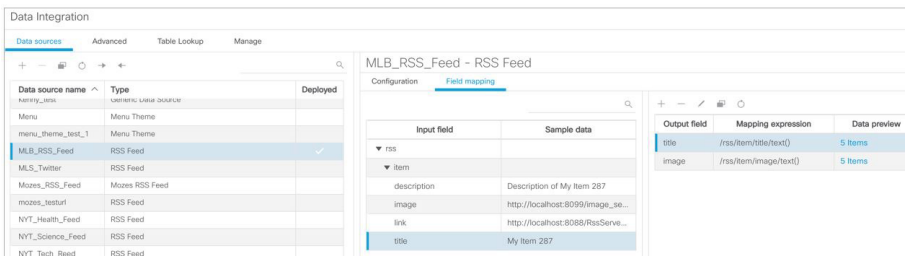 Data Integration
Data sources Advanced Table Lookup Manage
MLB_RSS_Feed - RSS Feed
Configuration Field mapping
Data source name Type Deployed
Kenny_test Generic Data Source
Menu Menu Theme
menu_theme_test_1 Menu Theme
MLB_RSS_Feed RSS Feed
MLS_Twitter RSS Feed
Mozes_RSS_Feed Mozes RSS Feed
mozes_testurl RSS Feed
NYT_Health_Feed RSS Feed
NYT_Science_Feed RSS Feed
NYT_Tech_Reed RSS Feed
Input field Sample data
rss
item
description Description of My Item 287
image http://localhost:8099/image_se...
link http://localhost:8088/RssServe...
title My Item 287
Output field Mapping expression Data preview
title /rss/item/title/text() 5 Items
image /rss/item/image/text() 5 Items